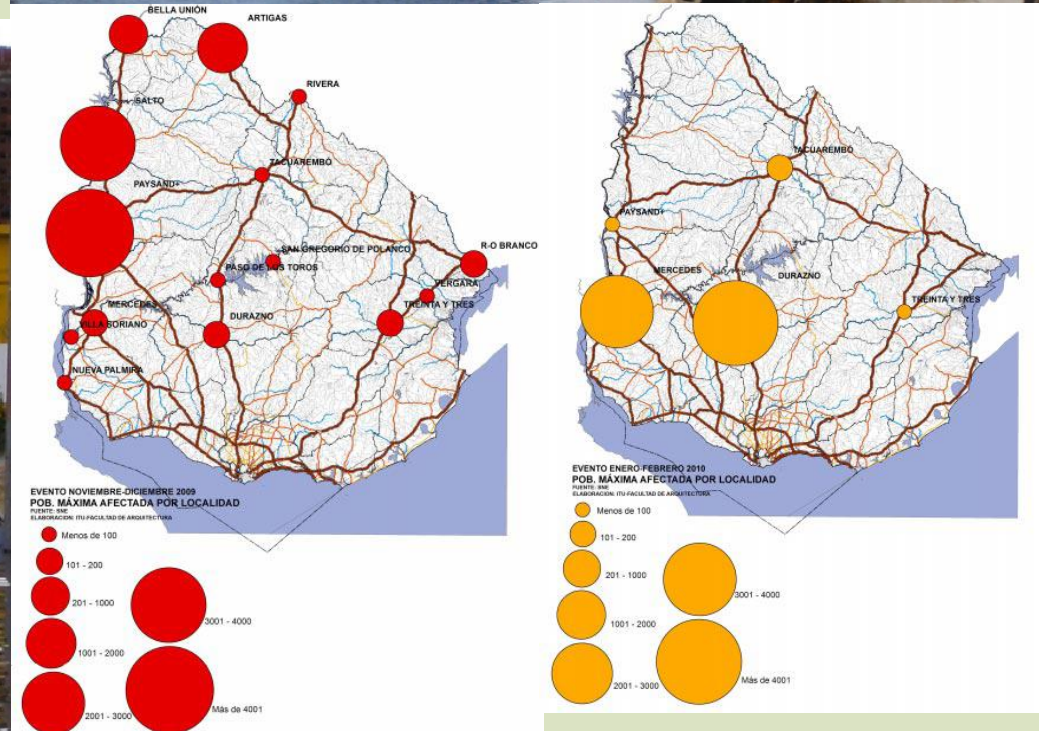 BELLA UNIÓN
ARTIGAS
RIVERA
SALTO
TACUAREMBÓ
PAYSAND+
SAN GREGORIO DE POLANCO
R-O BRANCO
PASO DE LOS TOROS
VERGARA
MERCEDES
TREINTA Y TRES
DURAZNO
VILLA SORIANO
NUEVA PALMIRA
EVENTO NOVIEMBRE-DICIEMBRE 2009
POB. MÁXIMA AFECTADA POR LOCALIDAD
FUENTE: SNE
ELABORACIÓN: ITU-FACULTAD DE ARQUITECTURA
Menos de 100
101 - 200
201 - 1000
1001 - 2000
2001 - 3000
3001 - 4000
Más de 4001
TACUAREMBÓ
PAYSAND+
MERCEDES
DURAZNO
TREINTA Y TRES
EVENTO ENERO-FEBRERO 2010
POB. MÁXIMA AFECTADA POR LOCALIDAD
FUENTE: SNE
ELABORACIÓN: ITU-FACULTAD DE ARQUITECTURA
Menos de 100
101 - 200
201 - 1000
1001 - 2000
2001 - 3000
3001 - 4000
Más de 4001